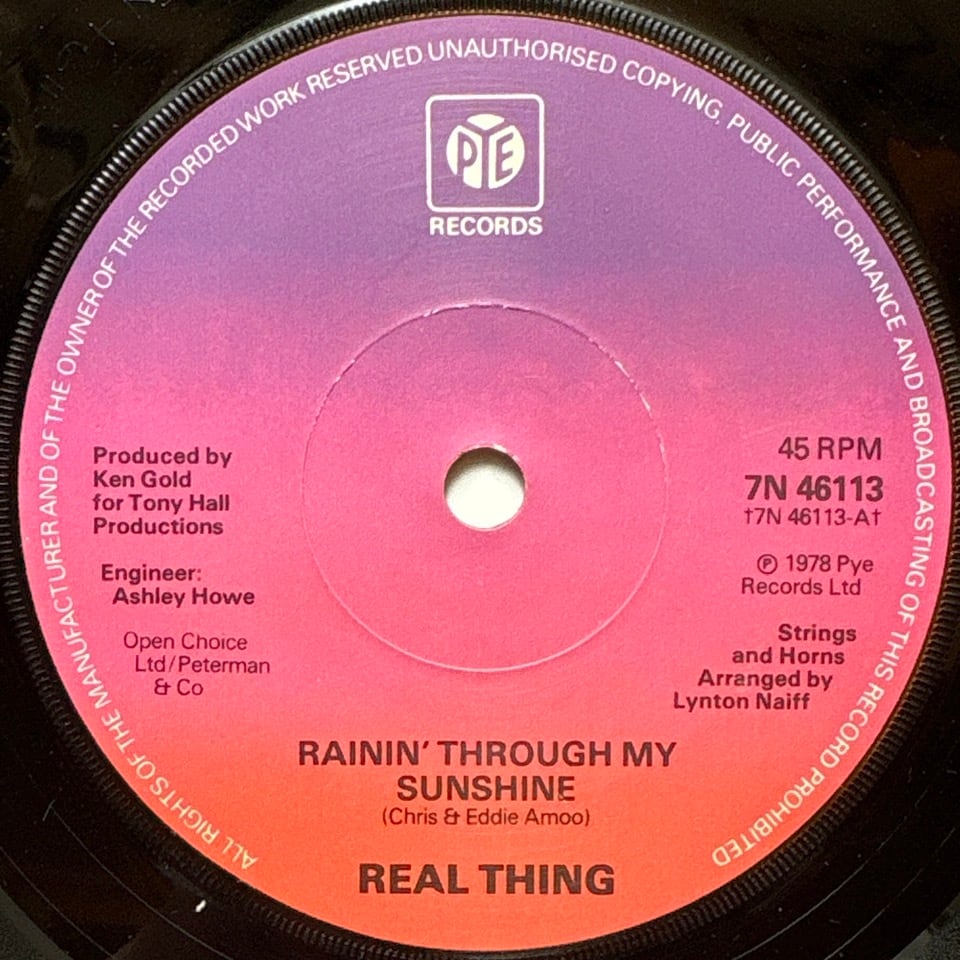 ALL RIGHTS OF THE MANUFACTURER AND OF THE OWNER OF THE RECORDED WORK RESERVED. UNAUTHORISED COPYING, PUBLIC PERFORMANCE AND BROADCASTING OF THIS RECORD PROHIBITED
PYE
RECORDS
Produced by
Ken Gold
for Tony Hall
Productions
Engineer:
Ashley Howe
Open Choice
Ltd/Peterman
& Co
45 RPM
7N 46113
†7N 46113-A†
℗ 1978 Pye
Records Ltd
Strings
and Horns
Arranged by
Lynton Naiff
RAININ' THROUGH MY
SUNSHINE
(Chris & Eddie Amoo)
REAL THING